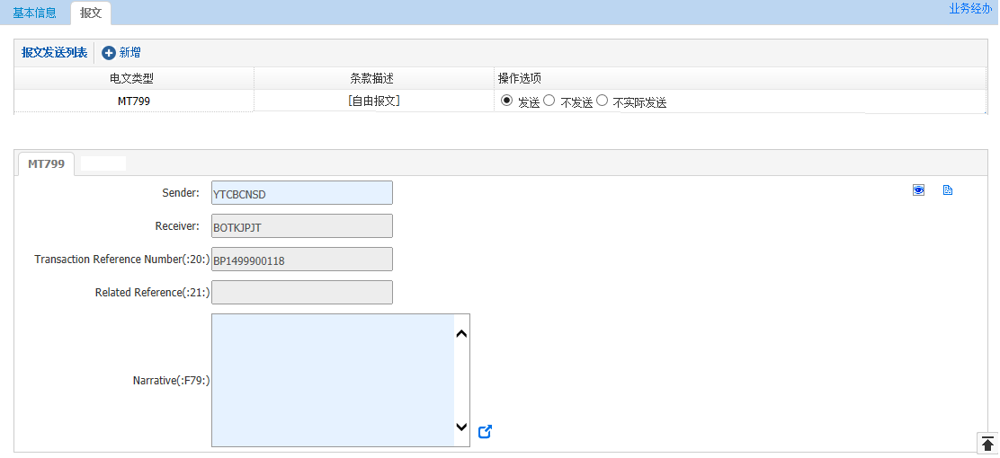 基本信息 报文 业务经办
报文发送列表 新增
电文类型 条款描述 操作选项
MT799 [自由报文] 发送 不发送 不实际发送
MT799
Sender: YTCBCNSD
Receiver: BOTKJPJT
Transaction Reference Number(:20:) BP1499900118
Related Reference(:21:)
Narrative(:F79:)